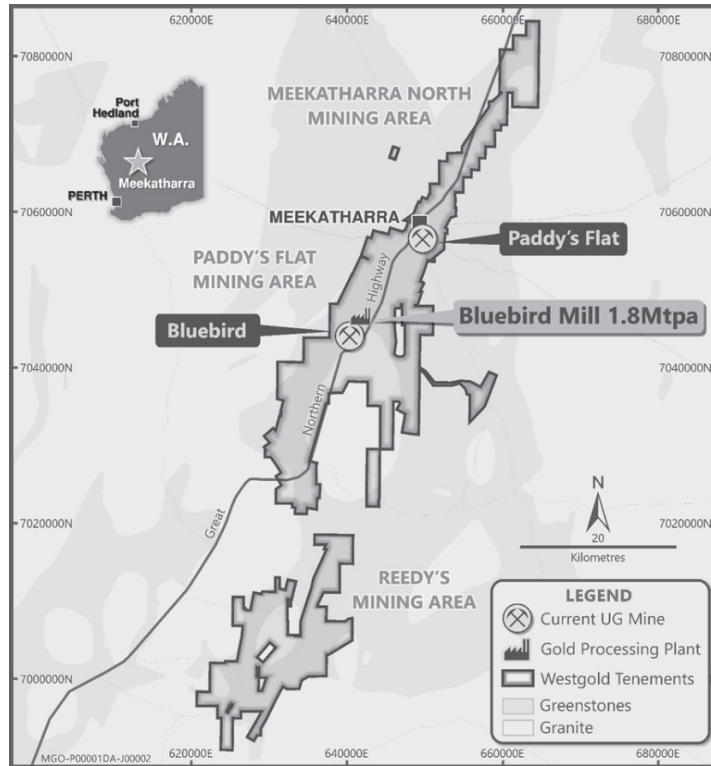 620000E
640000E
660000E
680000E
7080000N
7080000N
MEEKATHARRA NORTH
MINING AREA
Port
Hedland
W.A.
Meekatharra
PERTH
7060000N
7060000N
MEEKATHARRA
Paddy's Flat
PADDY'S FLAT
MINING AREA
Highway
Bluebird Mill 1.8Mtpa
Bluebird
7040000N
7040000N
Northern
Great
7020000N
7020000N
N
20
Kilometres
REEDY'S
MINING AREA
LEGEND
Current UG Mine
Gold Processing Plant
Westgold Tenements
Greenstones
Granite
7000000N
MGO-P00001DA-J00002
620000E
640000E
660000E
680000E